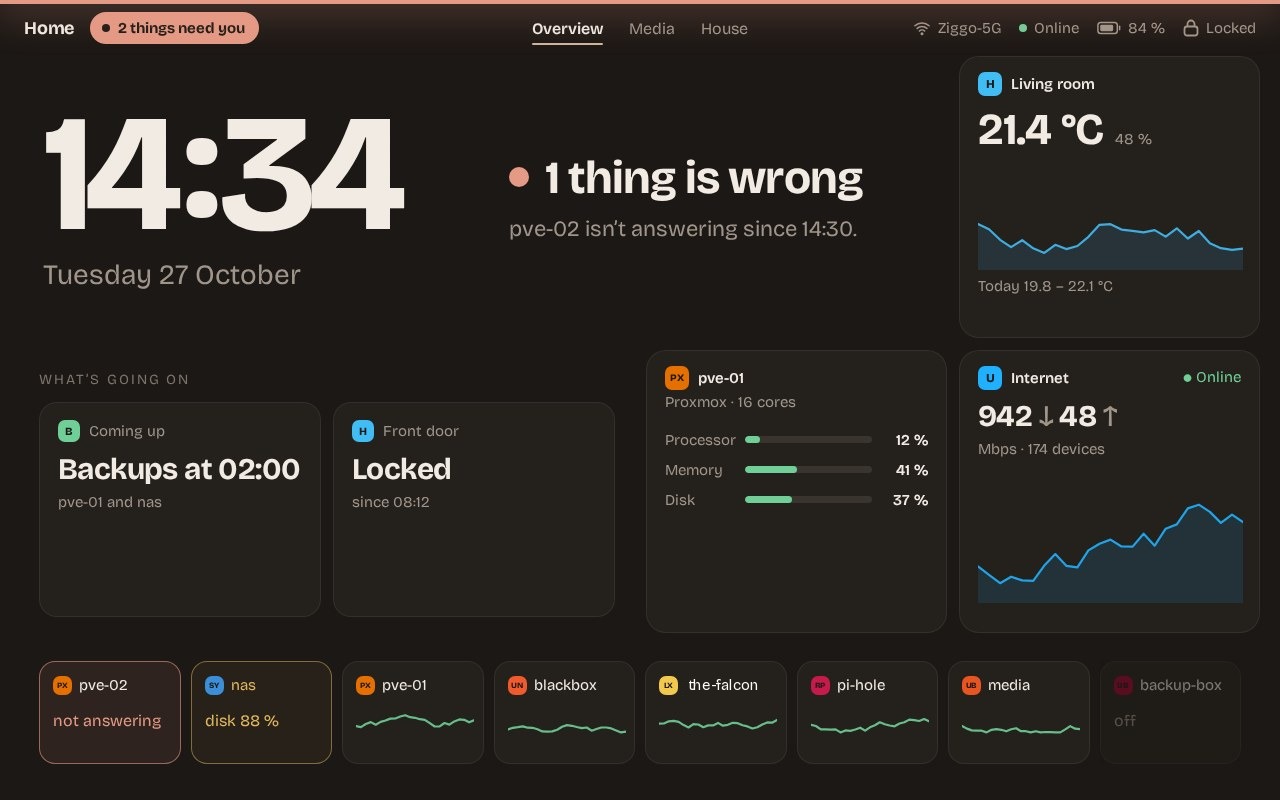 Home
2 things need you
Overview
Media
House
Ziggo-5G
Online
84 %
Locked
14:34
Tuesday 27 October
1 thing is wrong
pve-02 isn't answering since 14:30.
H Living room
21.4 °C 48 %
Today 19.8 – 22.1 °C
WHAT'S GOING ON
B Coming up
Backups at 02:00
pve-01 and nas
H Front door
Locked
since 08:12
PX pve-01
Proxmox · 16 cores
Processor 12 %
Memory 41 %
Disk 37 %
U Internet
Online
942 ↓ 48 ↑
Mbps · 174 devices
PX pve-02
not answering
SY nas
disk 88 %
PX pve-01
UN blackbox
LX the-falcon
RP pi-hole
UB media
backup-box
off